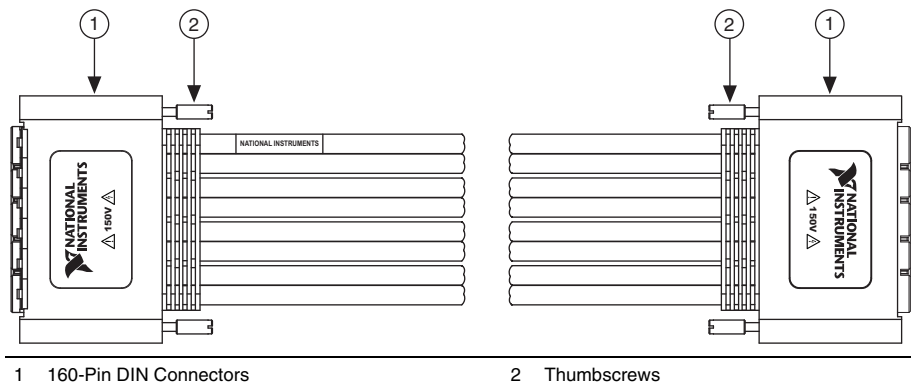 1 2 2 1
NATIONAL INSTRUMENTS
NATIONAL
INSTRUMENTS
150V
NATIONAL
INSTRUMENTS
150V
1 160-Pin DIN Connectors 2 Thumbscrews